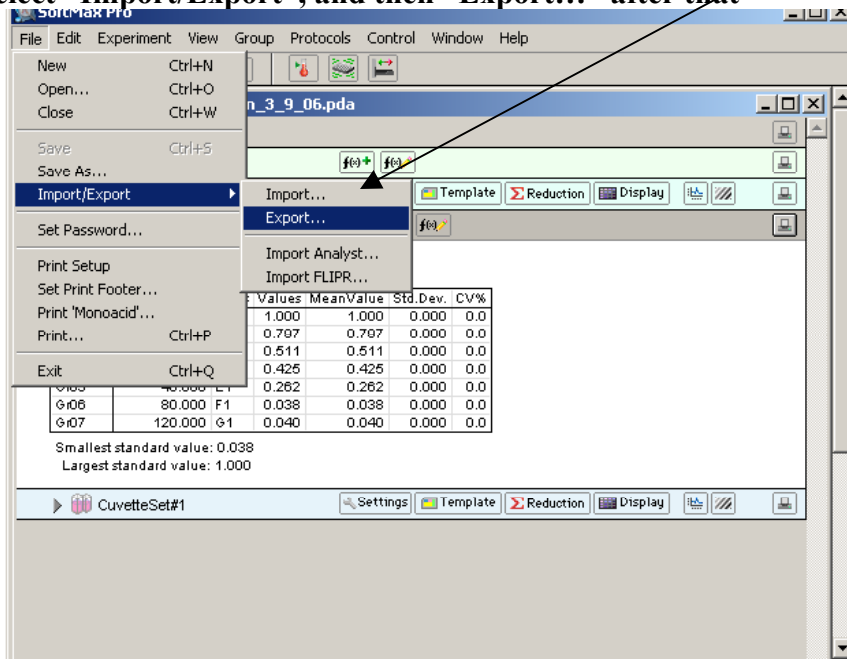 "Import/Export", and then "Export..." after that
SoftMax Pro
File Edit Experiment View Group Protocols Control Window Help
New Ctrl+N
Open... Ctrl+O
Close Ctrl+W
n_3_9_06.pda
Save Ctrl+S
Save As...
Import/Export
Import...
Template Reduction Display
Export...
Set Password...
Import Analyst...
Print Setup
Import FLIPR...
Set Print Footer...
Values MeanValue Std.Dev. CV%
Print 'Monoacid'...
1.000 1.000 0.000 0.0
Print... Ctrl+P
0.797 0.797 0.000 0.0
0.511 0.511 0.000 0.0
Exit Ctrl+Q
0.425 0.425 0.000 0.0
0.262 0.262 0.000 0.0
Gr06 80.000 F1 0.038 0.038 0.000 0.0
Gr07 120.000 G1 0.040 0.040 0.000 0.0
Smallest standard value: 0.038
Largest standard value: 1.000
CuvetteSet#1 Settings Template Reduction Display